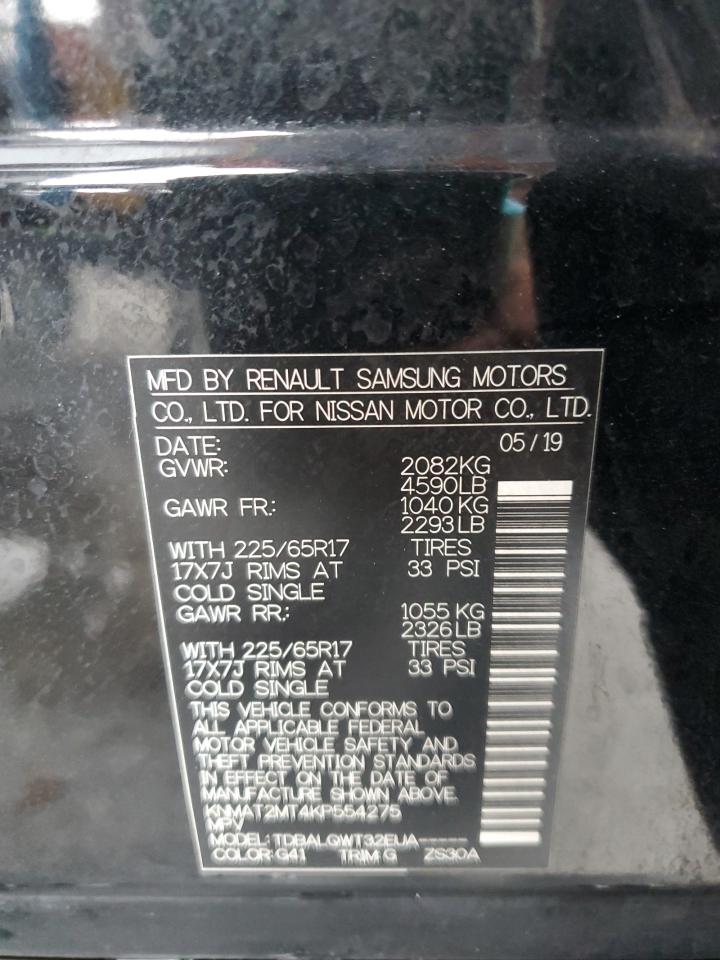 MFD BY RENAULT SAMSUNG MOTORS
CO., LTD. FOR NISSAN MOTOR CO., LTD.
DATE: 05/19
GVWR: 2082KG
4590LB
GAWR FR.: 1040KG
2293LB
WITH 225/65R17 TIRES
17X7J RIMS AT 33 PSI
COLD SINGLE
GAWR RR.: 1055KG
2326LB
WITH 225/65R17 TIRES
17X7J RIMS AT 33 PSI
COLD SINGLE
THIS VEHICLE CONFORMS TO
ALL APPLICABLE FEDERAL
MOTOR VEHICLE SAFETY AND
THEFT PREVENTION STANDARDS
IN EFFECT ON THE DATE OF
MANUFACTURE SHOWN ABOVE.
KNMAT2MT4KP554275
MPV
MODEL: TDBALQWT32EUA-----
COLOR: G41 TRIM G ZS30A